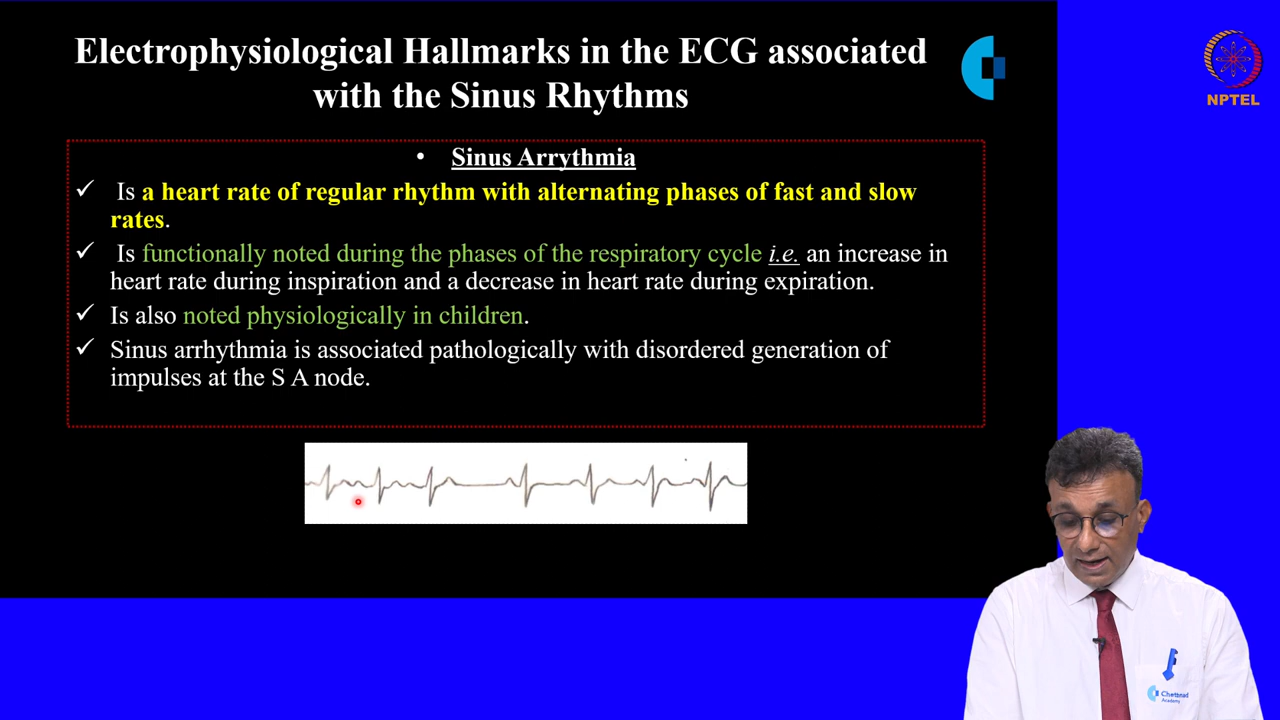 Electrophysiological Hallmarks in the ECG associated
with the Sinus Rhythms
NPTEL
• Sinus Arrythmia
✓ Is a heart rate of regular rhythm with alternating phases of fast and slow
rates.
✓ Is functionally noted during the phases of the respiratory cycle i.e. an increase in
heart rate during inspiration and a decrease in heart rate during expiration.
✓ Is also noted physiologically in children.
✓ Sinus arrhythmia is associated pathologically with disordered generation of
impulses at the S A node.
Chettinad
Academy